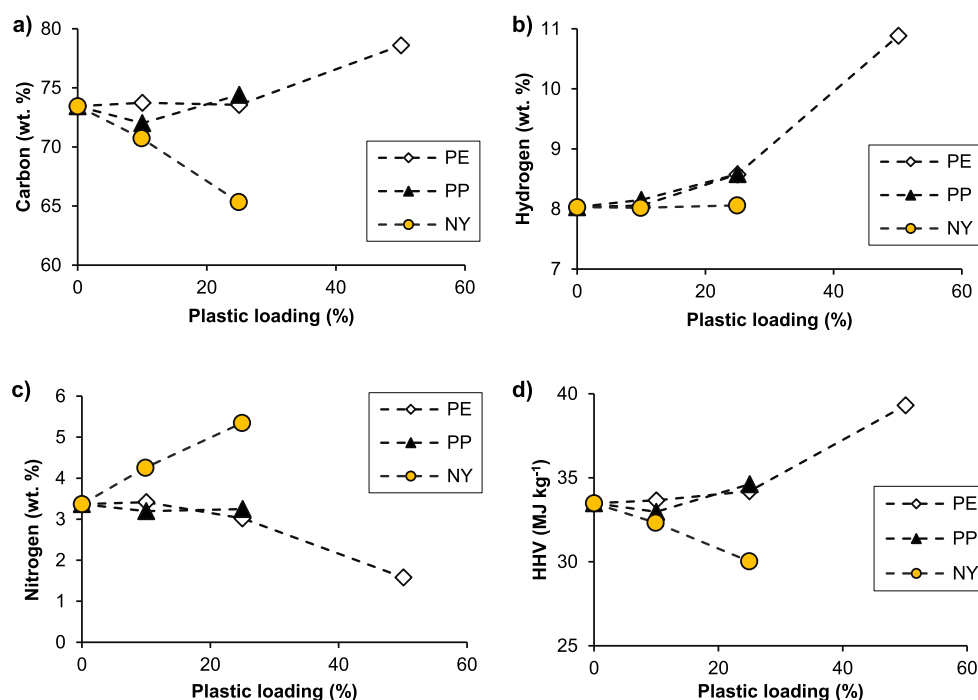 a)
80
75
70
65
60
Carbon (wt. %)
0 20 40 60
Plastic loading (%)
PE
PP
NY
b)
11
10
9
8
7
Hydrogen (wt. %)
0 20 40 60
Plastic loading (%)
PE
PP
NY
c)
6
5
4
3
2
1
0
Nitrogen (wt. %)
0 20 40 60
Plastic loading (%)
PE
PP
NY
d)
40
35
30
25
HHV (MJ kg⁻¹)
0 20 40 60
Plastic loading (%)
PE
PP
NY